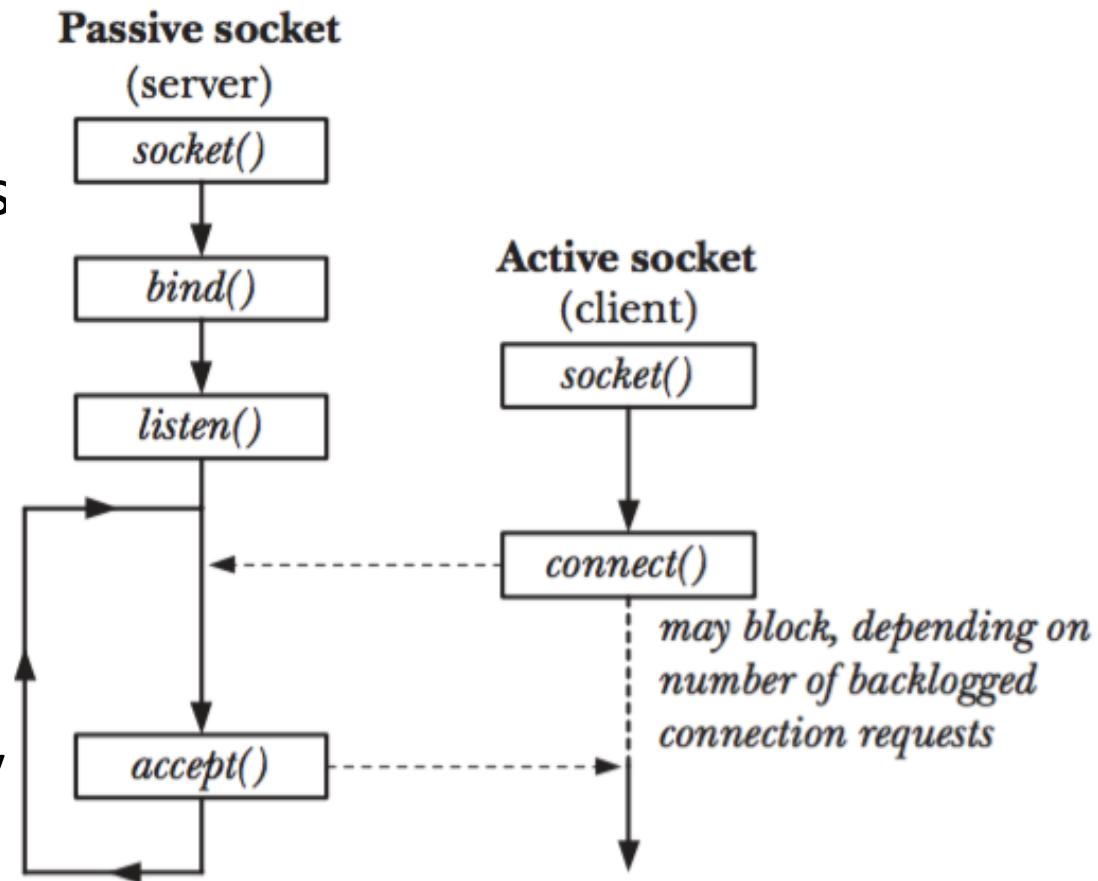 Passive socket
(server)
socket()
s
bind()
listen()
accept()
Active socket
(client)
socket()
connect()
may block, depending on
number of backlogged
connection requests